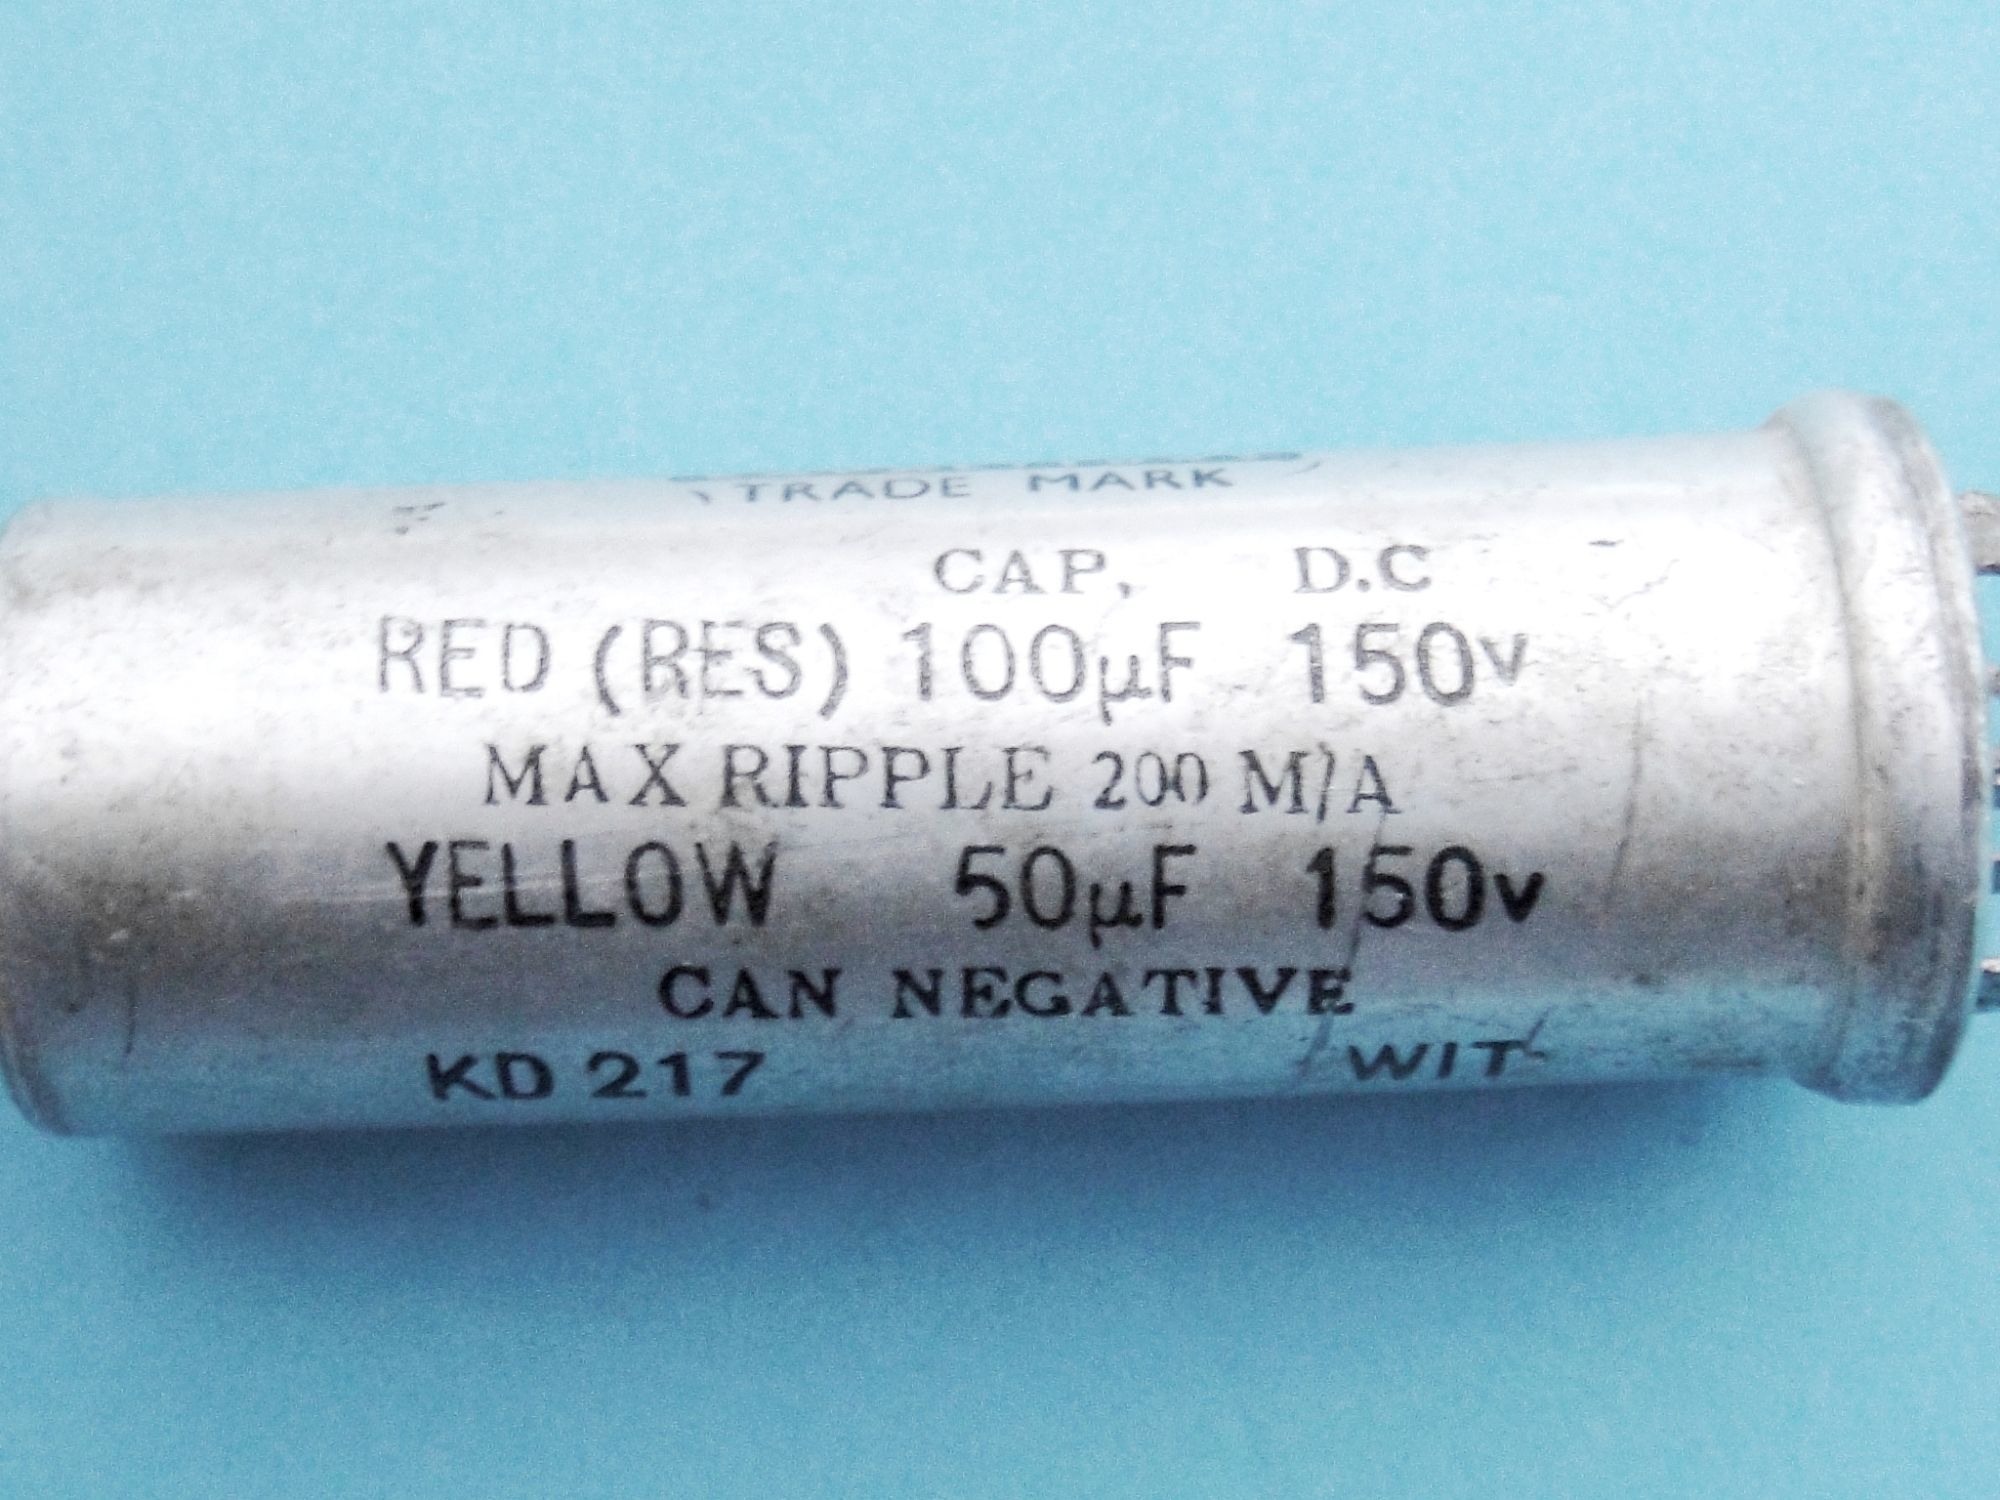 TRADE MARK
CAP. D.C
RED (RES) 100µF 150v
MAX RIPPLE 200 M/A
YELLOW 50µF 150v
CAN NEGATIVE
KD 217 WIT